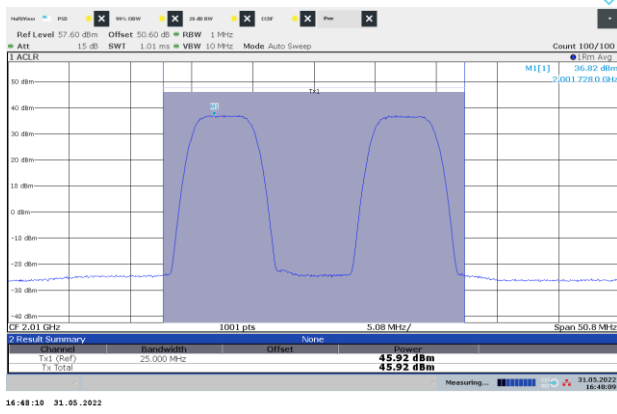 MultiView PSD X 99% OBW X 26 dB BW X CCDF X Pwr X
Ref Level 57.60 dBm Offset 50.60 dB RBW 1 MHz
Att 15 dB SWT 1.01 ms VBW 10 MHz Mode Auto Sweep Count 100/100
1 ACLR 1Rm Avg
M1[1] 36.82 dBm
2.0017280 GHz
50 dBm
Tx1
40 dBm
M1
30 dBm
20 dBm
10 dBm
0 dBm
-10 dBm
-20 dBm
-30 dBm
-40 dBm
CF 2.01 GHz 1001 pts 5.08 MHz/ Span 50.8 MHz
2 Result Summary None
Channel Bandwidth Offset Power
Tx1 (Ref) 25.000 MHz 45.92 dBm
Tx Total 45.92 dBm
Measuring... 31.05.2022
16:48:09
16:48:10 31.05.2022